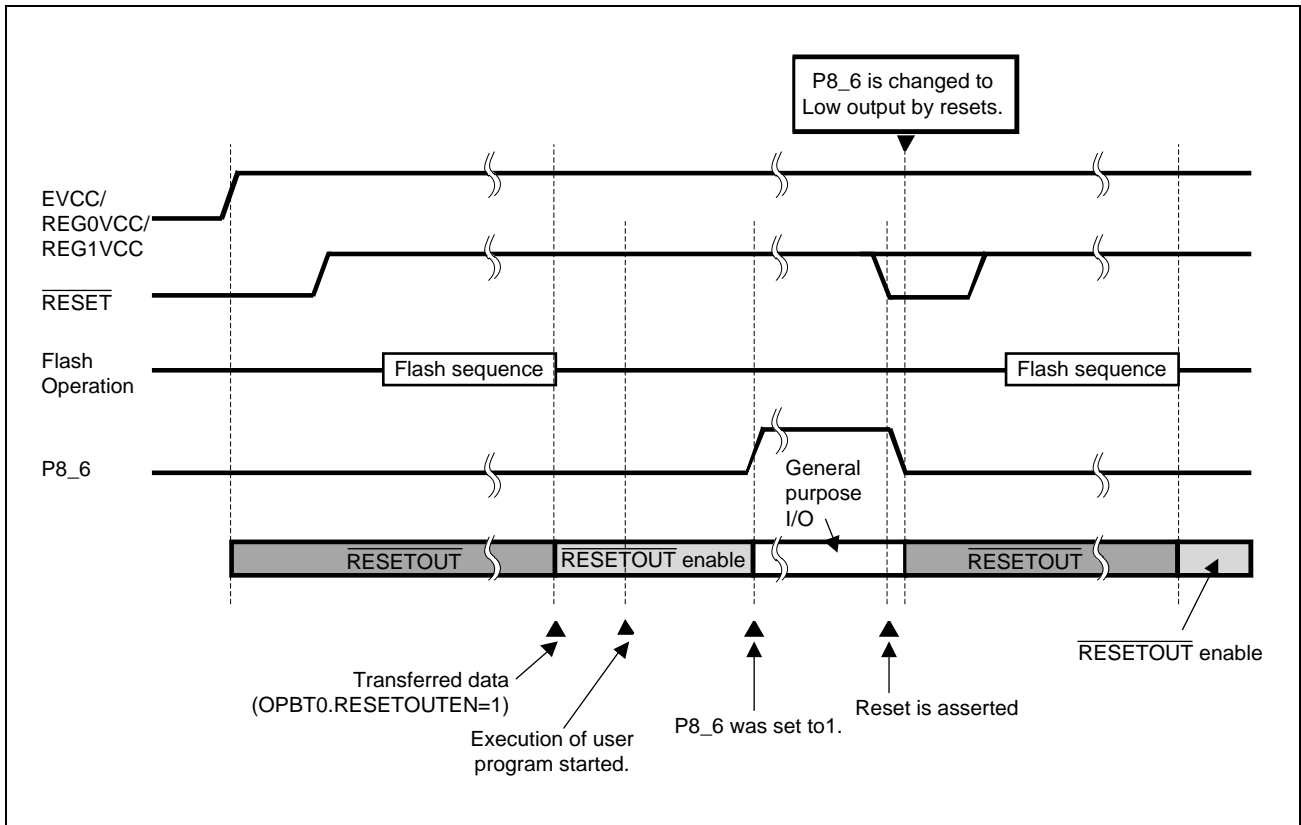 P8_6 is changed to
Low output by resets.
EVCC/
REG0VCC/
REG1VCC
RESET
Flash
Operation
Flash sequence
Flash sequence
P8_6
General
purpose
I/O
RESETOUT
RESETOUT enable
RESETOUT
RESETOUT enable
Transferred data
(OPBT0.RESETOUTEN=1)
Execution of user
program started.
P8_6 was set to1.
Reset is asserted